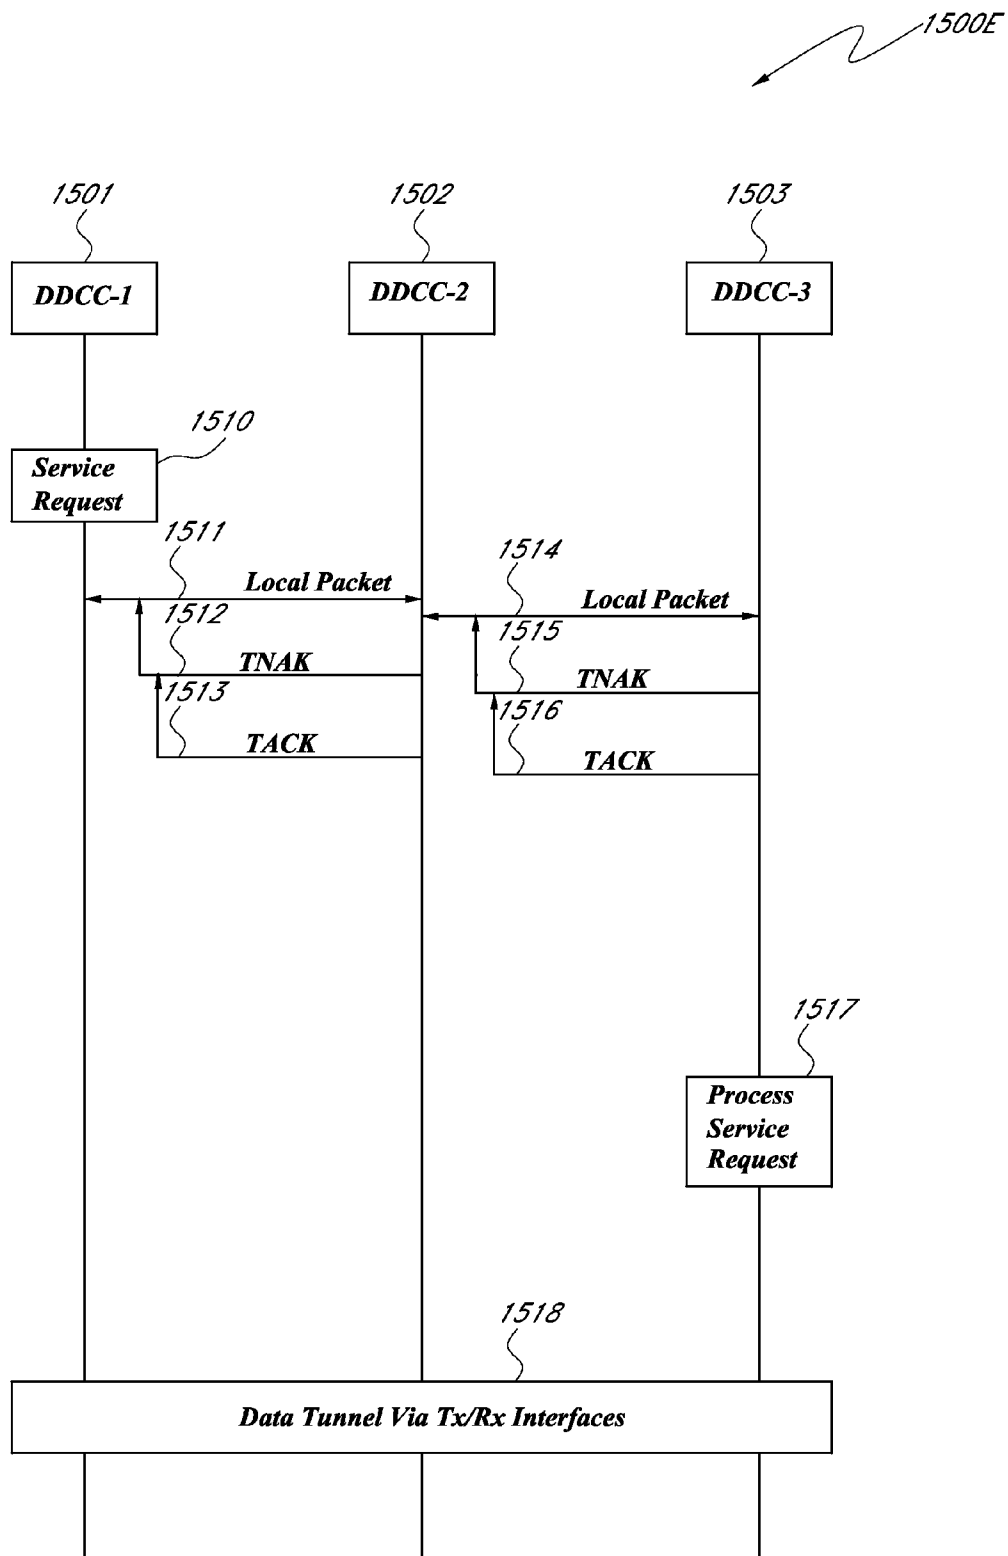 1500E
1501
1502
1503
DDCC-1
DDCC-2
DDCC-3
1510
Service
Request
1511
Local Packet
1514
Local Packet
1512
TNAK
1515
TNAK
1513
TACK
1516
TACK
1517
Process
Service
Request
1518
Data Tunnel Via Tx/Rx Interfaces